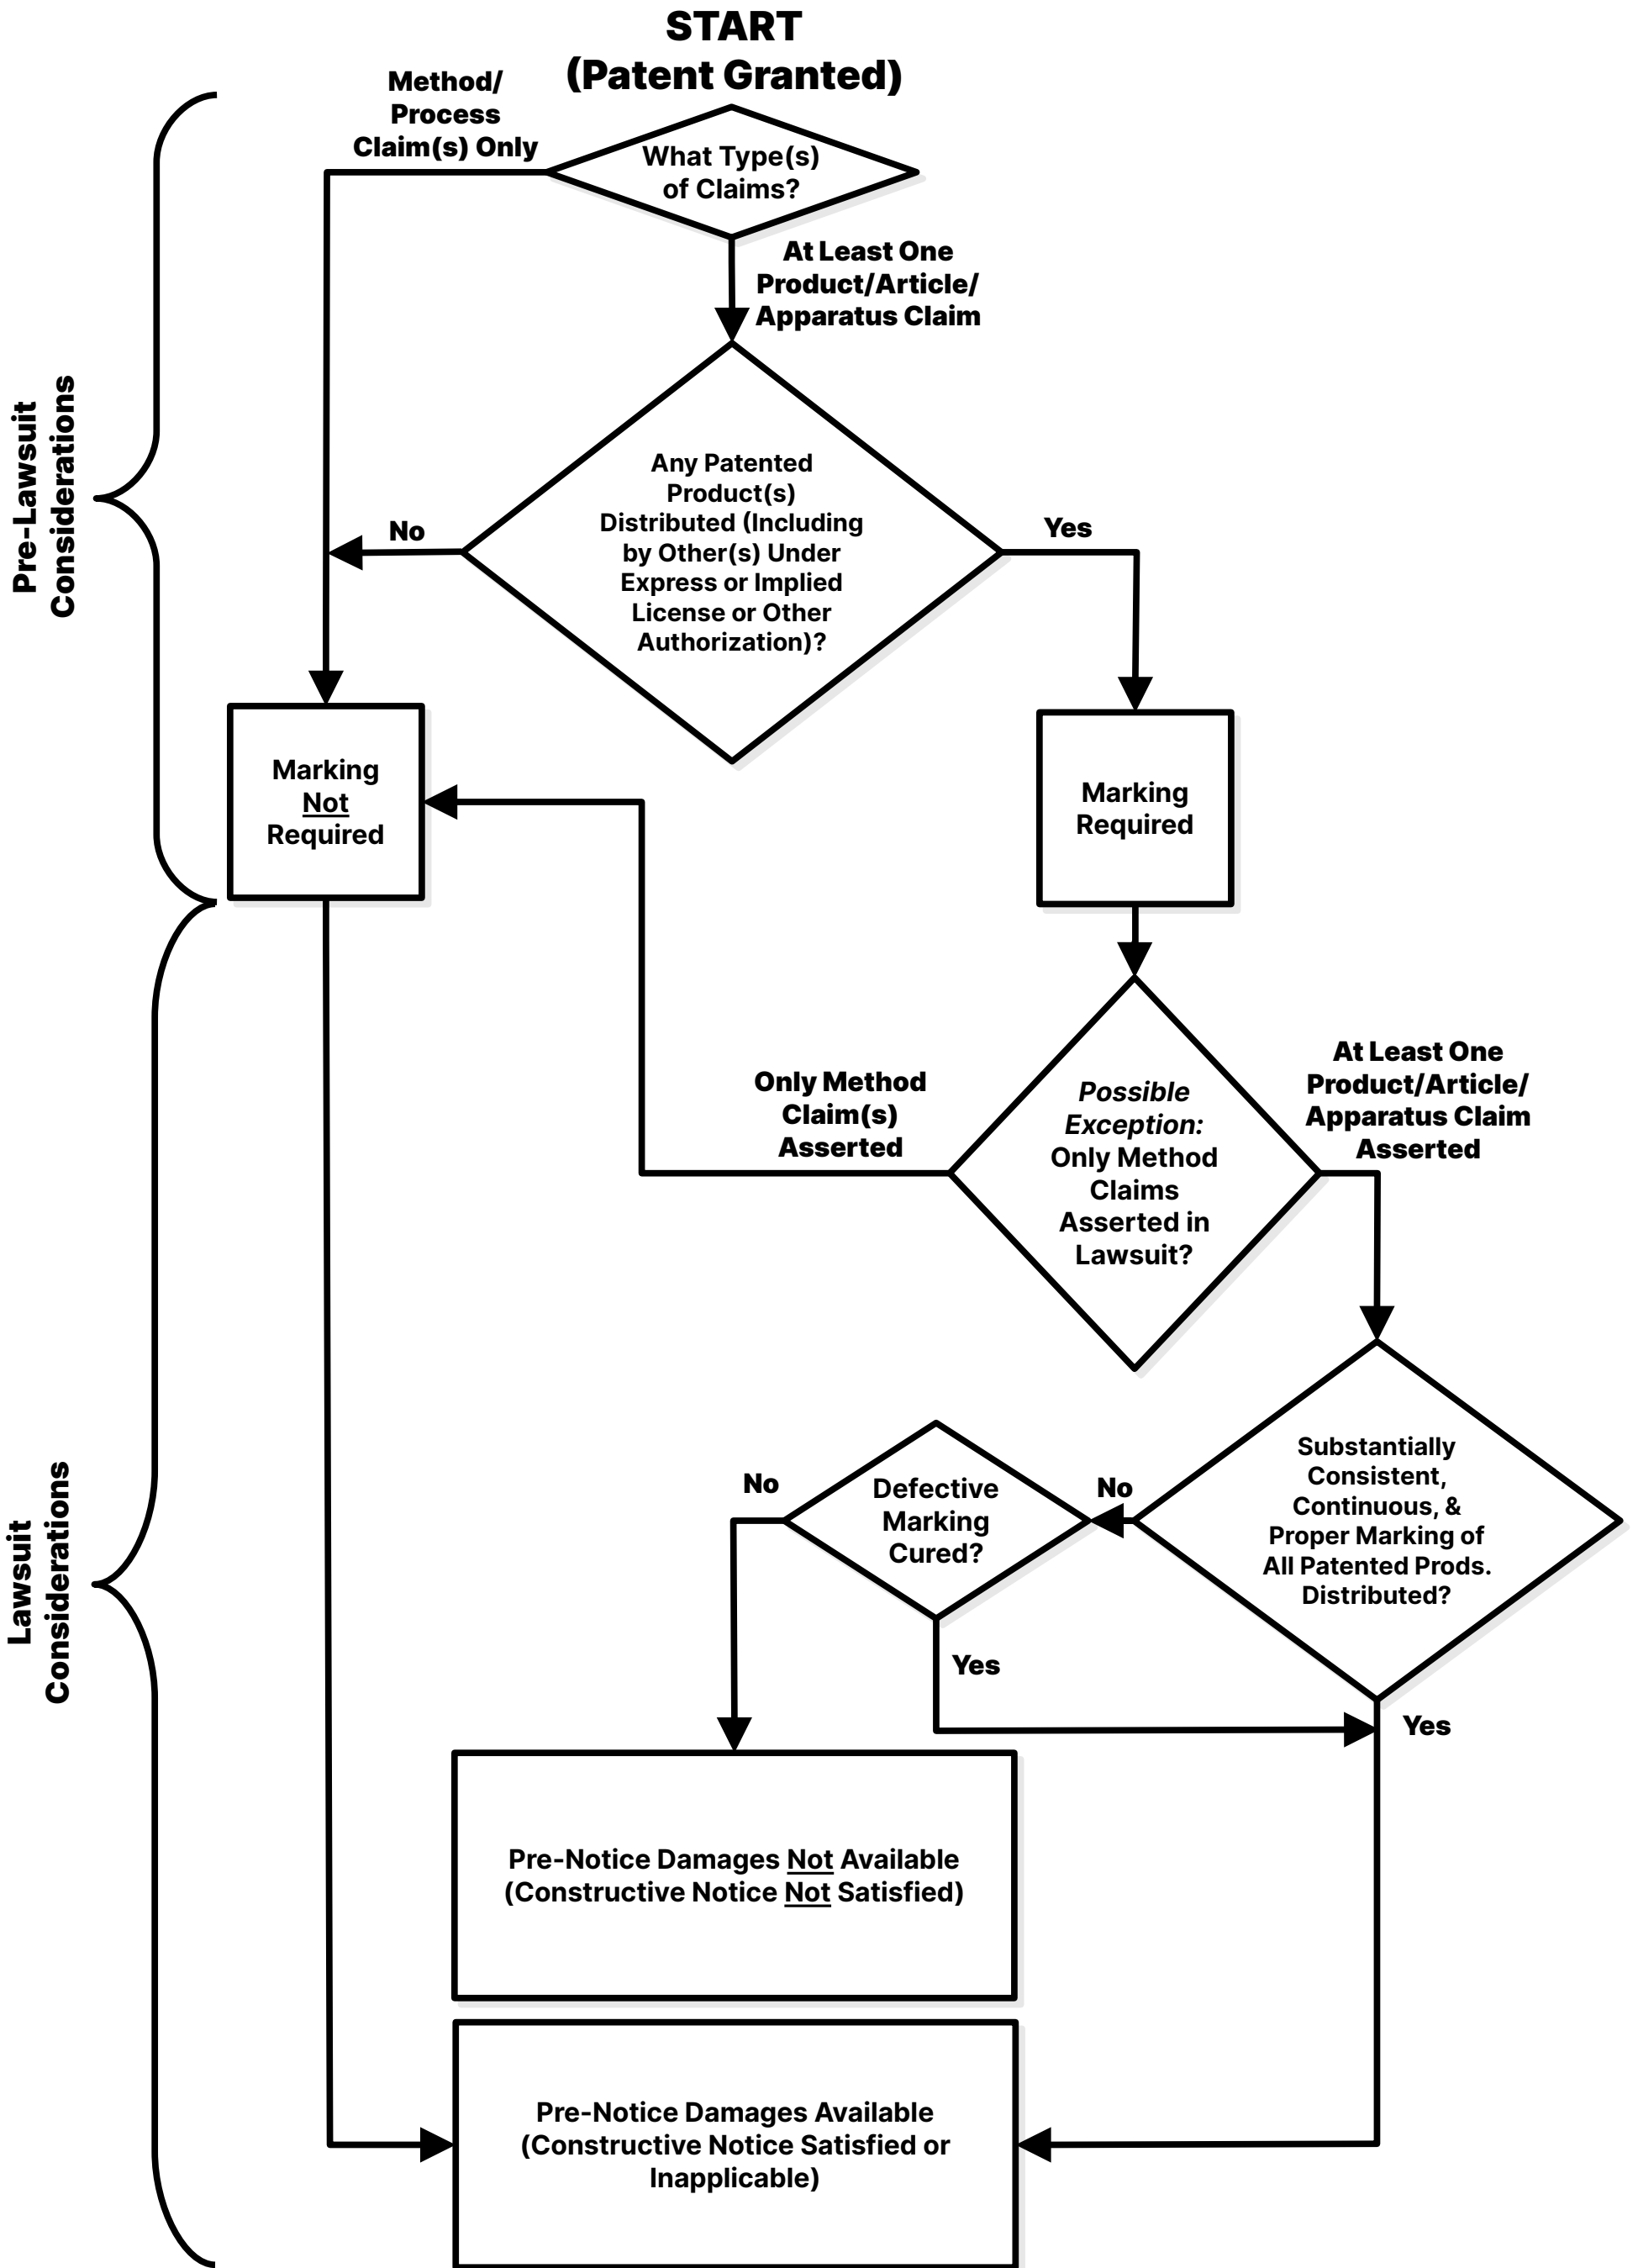 START
(Patent Granted)
Method/
Process
Claim(s) Only
What Type(s)
of Claims?
At Least One
Product/Article/
Apparatus Claim
Pre-Lawsuit
Considerations
Any Patented
Product(s)
Distributed (Including
by Other(s) Under
Express or Implied
License or Other
Authorization)?
No
Yes
Marking
Not
Required
Marking
Required
Only Method
Claim(s)
Asserted
Possible
Exception:
Only Method
Claims
Asserted in
Lawsuit?
At Least One
Product/Article/
Apparatus Claim
Asserted
Lawsuit
Considerations
Substantially
Consistent,
Continuous, &
Proper Marking of
All Patented Prods.
Distributed?
No
Defective
Marking
Cured?
No
Yes
Yes
Pre-Notice Damages Not Available
(Constructive Notice Not Satisfied)
Pre-Notice Damages Available
(Constructive Notice Satisfied or
Inapplicable)